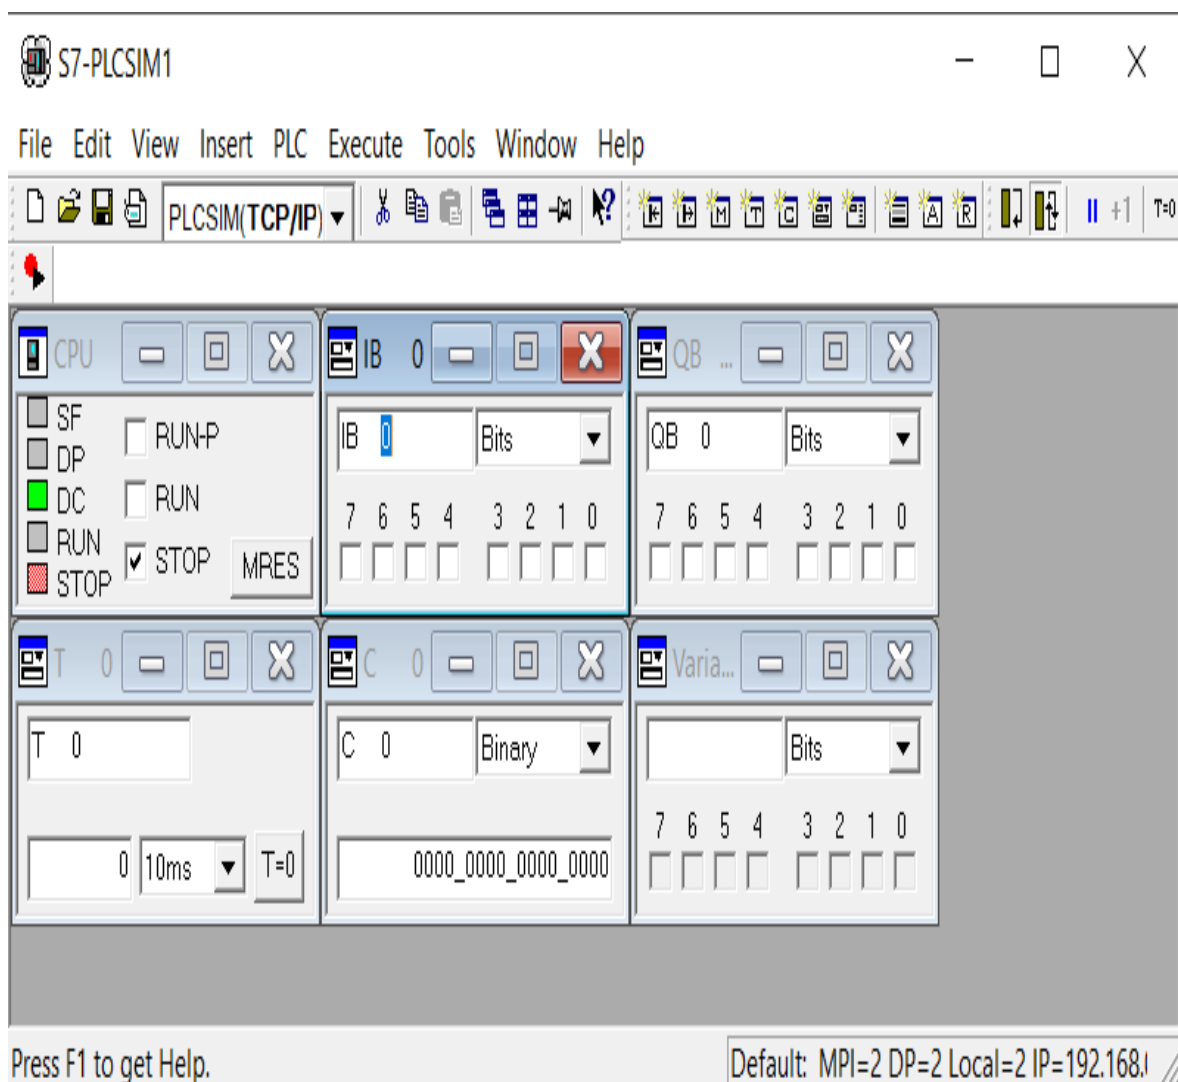 S7-PLCSIM1
File Edit View Insert PLC Execute Tools Window Help
PLCSIM(TCP/IP) +1 T=0
CPU
SF
DP
DC
RUN
STOP
RUN-P
RUN
STOP
MRES
IB 0
IB 0 Bits
7 6 5 4 3 2 1 0
QB ...
QB 0 Bits
7 6 5 4 3 2 1 0
T 0
T 0
0 10ms T=0
C 0
C 0 Binary
0000_0000_0000_0000
Varia...
Bits
7 6 5 4 3 2 1 0
Press F1 to get Help.
Default: MPI=2 DP=2 Local=2 IP=192.168.